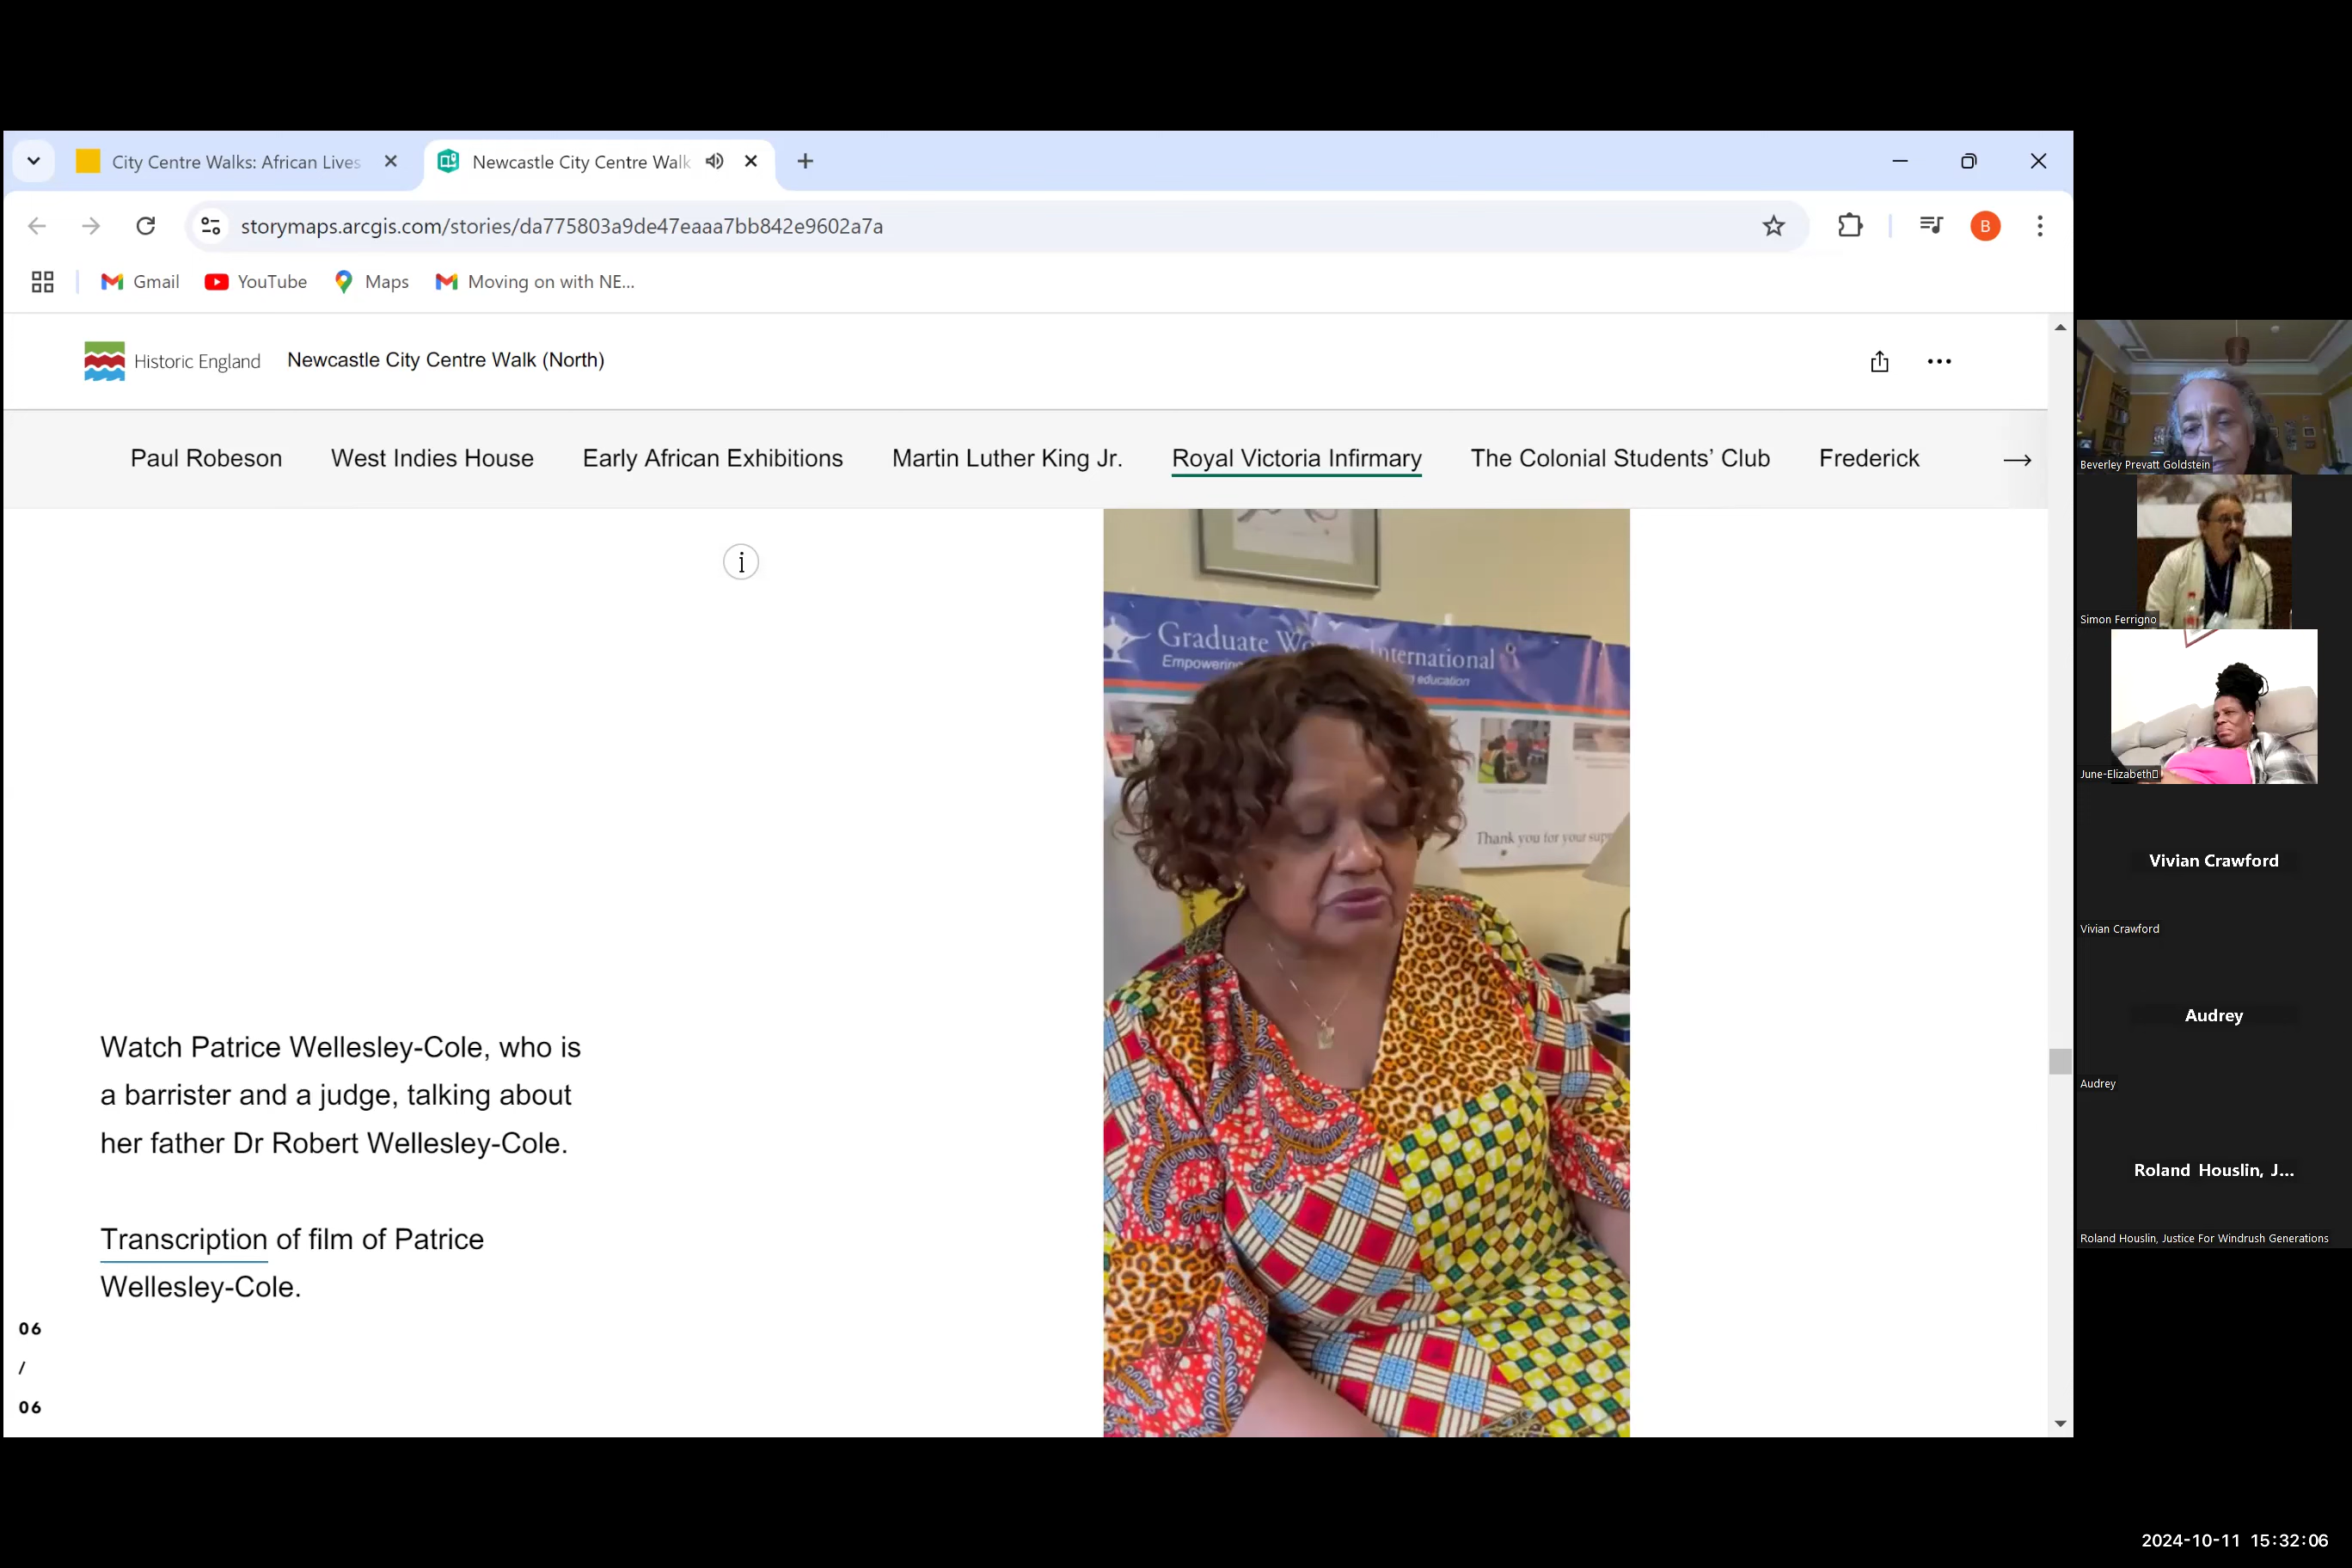 City Centre Walks: African Lives
Newcastle City Centre Walk
storymaps.arcgis.com/stories/da775803a9de47eaaa7bb842e9602a7a
B
Gmail
YouTube
Maps
Moving on with NE...
Historic England
Newcastle City Centre Walk (North)
Paul Robeson
West Indies House
Early African Exhibitions
Martin Luther King Jr.
Royal Victoria Infirmary
The Colonial Students’ Club
Frederick
i
Graduate International
education
Thank you for your
Watch Patrice Wellesley-Cole, who is
a barrister and a judge, talking about
her father Dr Robert Wellesley-Cole.
Transcription of film of Patrice
Wellesley-Cole.
06
/
06
Beverley Prevatt Goldstein
Simon Ferrigno
June-Elizabeth
Vivian Crawford
Vivian Crawford
Audrey
Audrey
Roland Houslin, J...
Roland Houslin, Justice For Windrush Generations
2024-10-11 15:32:06